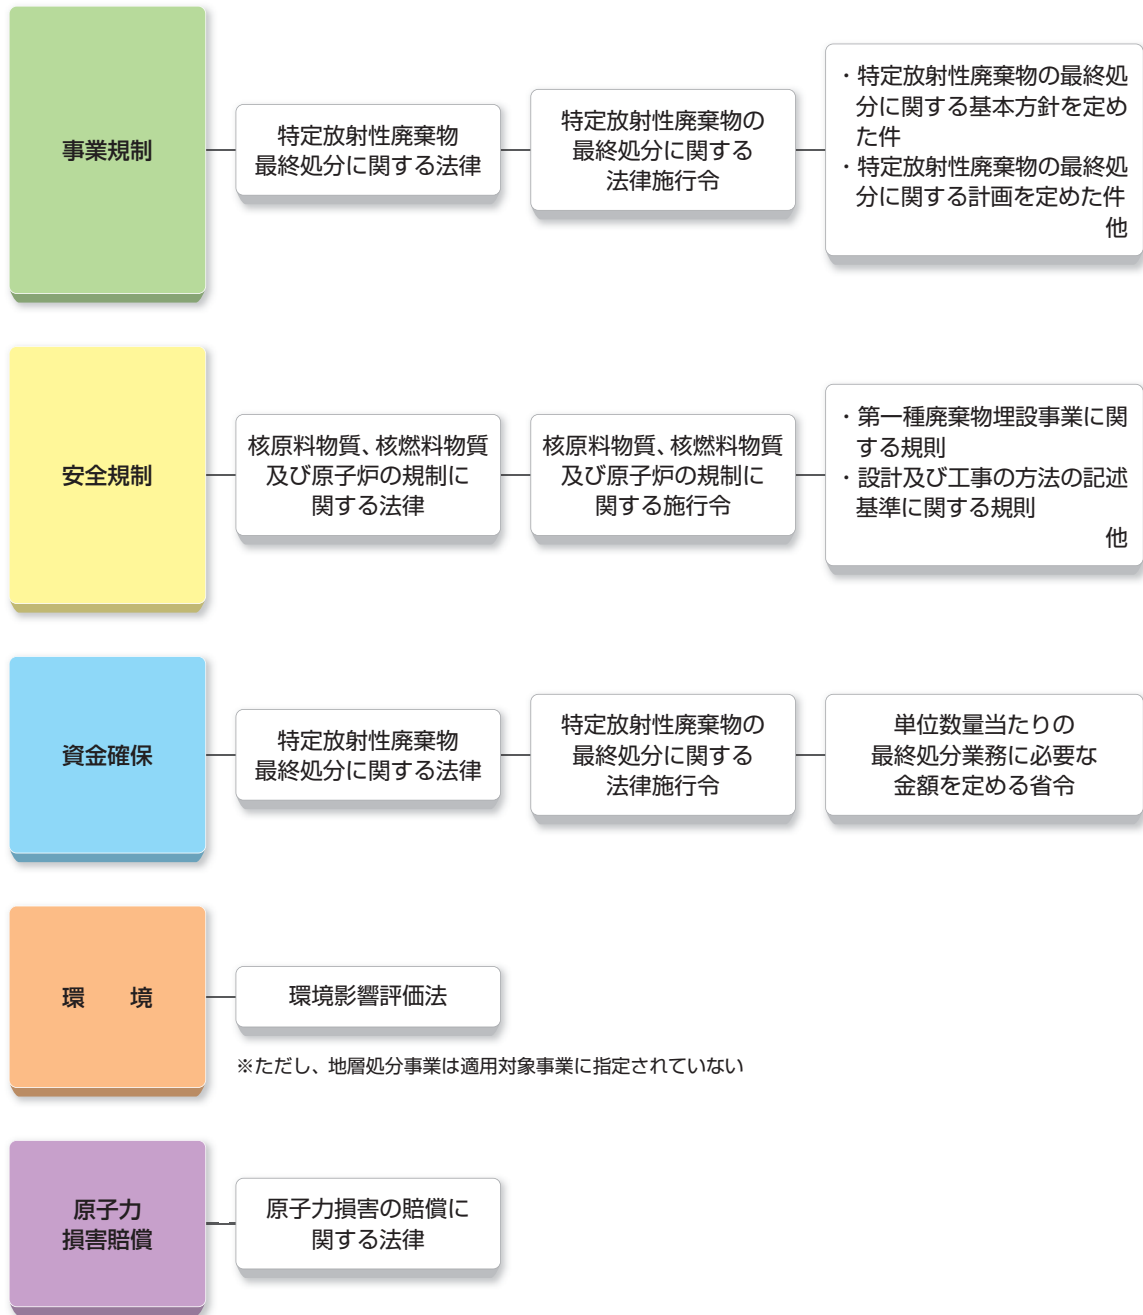 事業規制
特定放射性廃棄物
最終処分に関する法律
特定放射性廃棄物の
最終処分に関する
法律施行令
・特定放射性廃棄物の最終処
分に関する基本方針を定め
た件
・特定放射性廃棄物の最終処
分に関する計画を定めた件
他
安全規制
核原料物質、核燃料物質
及び原子炉の規制に
関する法律
核原料物質、核燃料物質
及び原子炉の規制に
関する施行令
・第一種廃棄物埋設事業に関
する規則
・設計及び工事の方法の記述
基準に関する規則
他
資金確保
特定放射性廃棄物
最終処分に関する法律
特定放射性廃棄物の
最終処分に関する
法律施行令
単位数量当たりの
最終処分業務に必要な
金額を定める省令
環　　境
環境影響評価法
※ただし、地層処分事業は適用対象事業に指定されていない
原子力
損害賠償
原子力損害の賠償に
関する法律